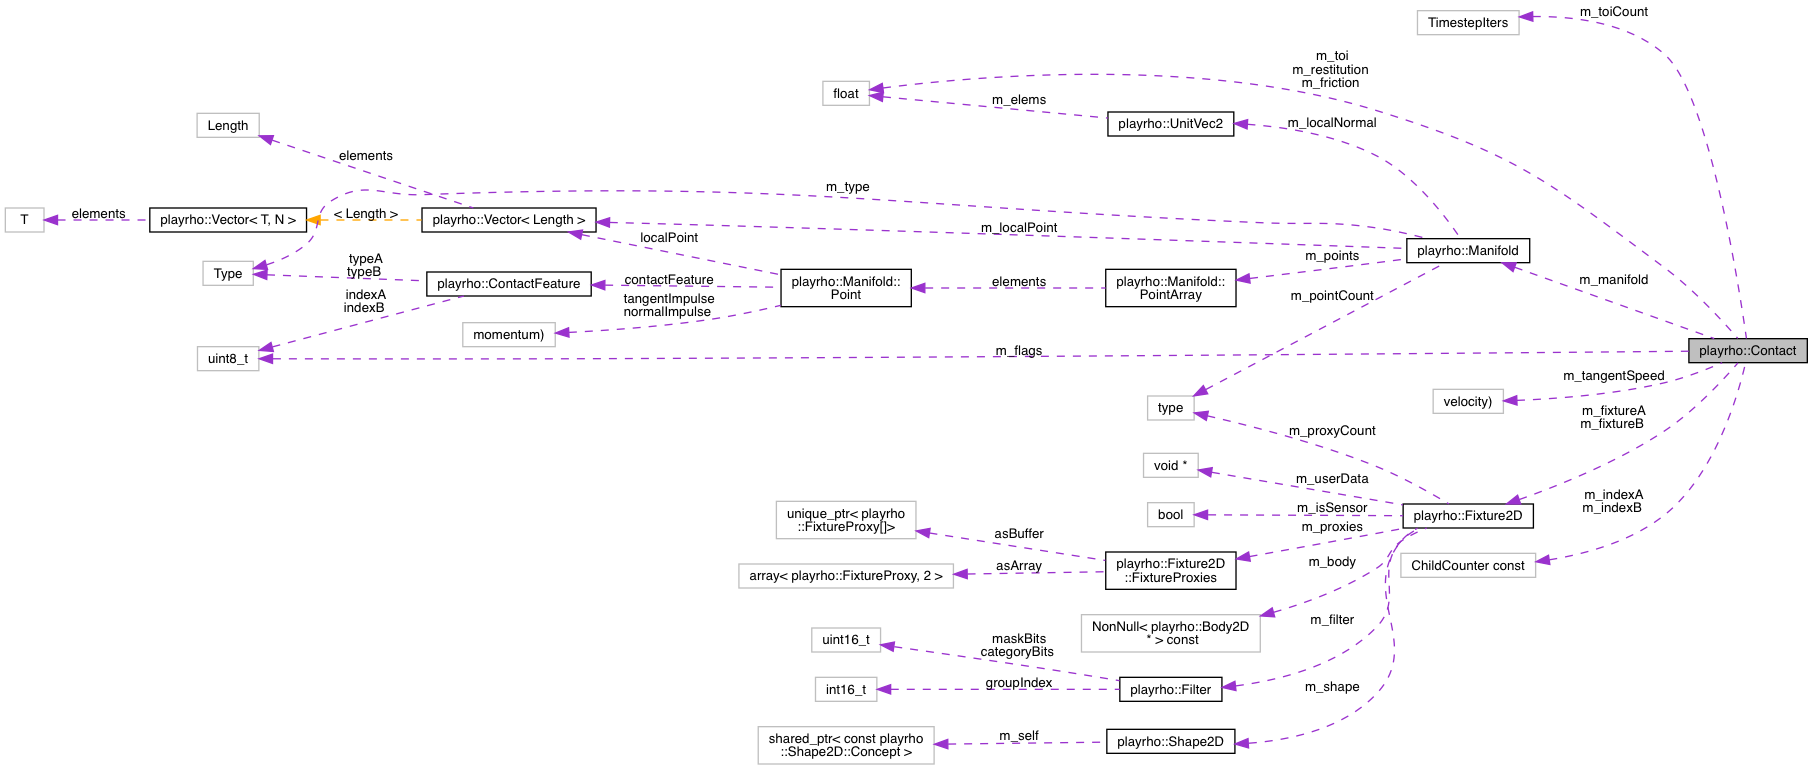 TimestepIters
m_toiCount
m_toi
m_restitution
m_friction
float
m_elems
playrho::UnitVec2
m_localNormal
Length
elements
m_type
T
elements
playrho::Vector< T, N >
< Length >
playrho::Vector< Length >
m_localPoint
localPoint
playrho::Manifold
Type
typeA
typeB
playrho::ContactFeature
contactFeature
playrho::Manifold::
Point
elements
playrho::Manifold::
PointArray
m_points
m_manifold
indexA
indexB
tangentImpulse
normalImpulse
m_pointCount
momentum)
uint8_t
m_flags
playrho::Contact
m_tangentSpeed
velocity)
type
m_fixtureA
m_fixtureB
m_proxyCount
void *
m_userData
m_indexA
m_indexB
unique_ptr< playrho
::FixtureProxy[]>
bool
m_isSensor
playrho::Fixture2D
asBuffer
m_proxies
playrho::Fixture2D
::FixtureProxies
ChildCounter const
array< playrho::FixtureProxy, 2 >
asArray
m_body
NonNull< playrho::Body2D
* > const
m_filter
uint16_t
maskBits
categoryBits
int16_t
groupIndex
playrho::Filter
m_shape
shared_ptr< const playrho
::Shape2D::Concept >
m_self
playrho::Shape2D